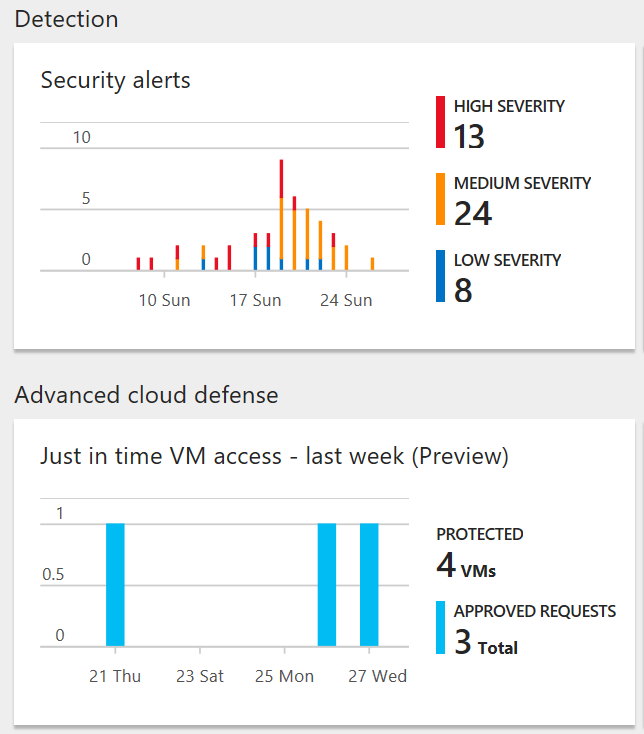 Detection
Security alerts
10
5
0
10 Sun 17 Sun 24 Sun
HIGH SEVERITY
13
MEDIUM SEVERITY
24
LOW SEVERITY
8
Advanced cloud defense
Just in time VM access - last week (Preview)
1
0.5
0
21 Thu 23 Sat 25 Mon 27 Wed
PROTECTED
4 VMs
APPROVED REQUESTS
3 Total